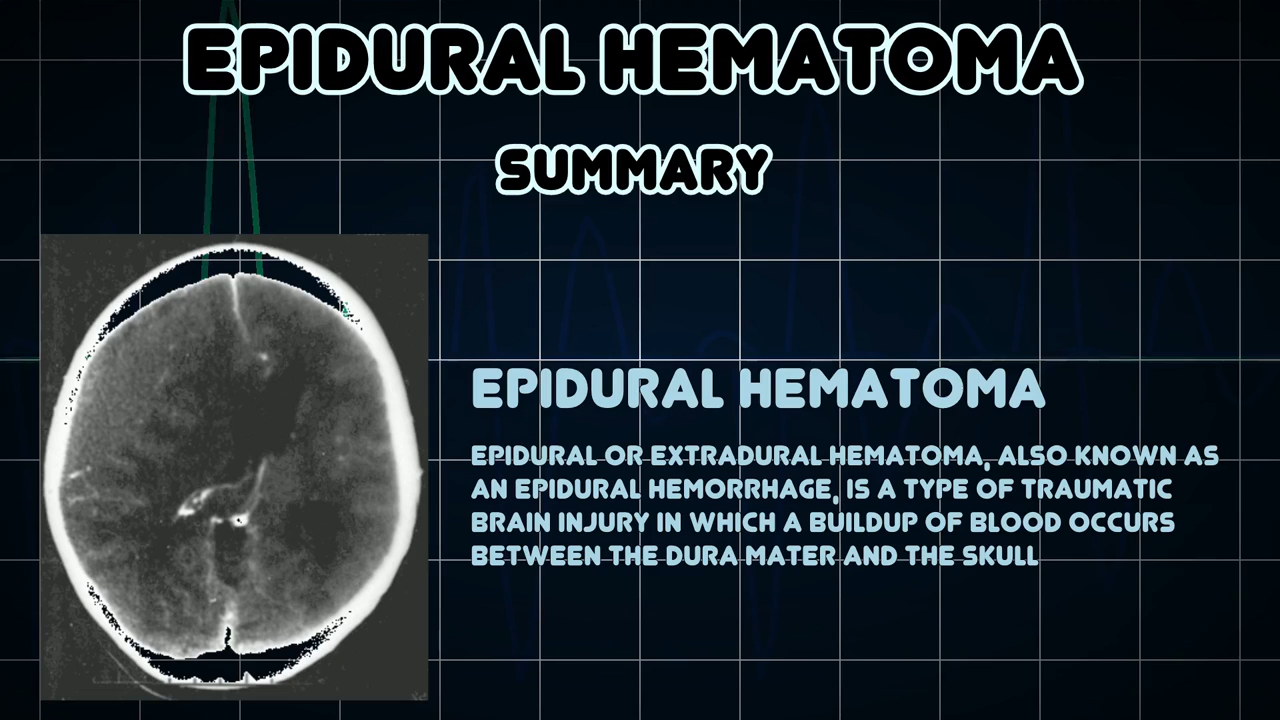 EPIDURAL HEMATOMA
SUMMARY
EPIDURAL HEMATOMA
EPIDURAL OR EXTRADURAL HEMATOMA, ALSO KNOWN AS
AN EPIDURAL HEMORRHAGE, IS A TYPE OF TRAUMATIC
BRAIN INJURY IN WHICH A BUILDUP OF BLOOD OCCURS
BETWEEN THE DURA MATER AND THE SKULL